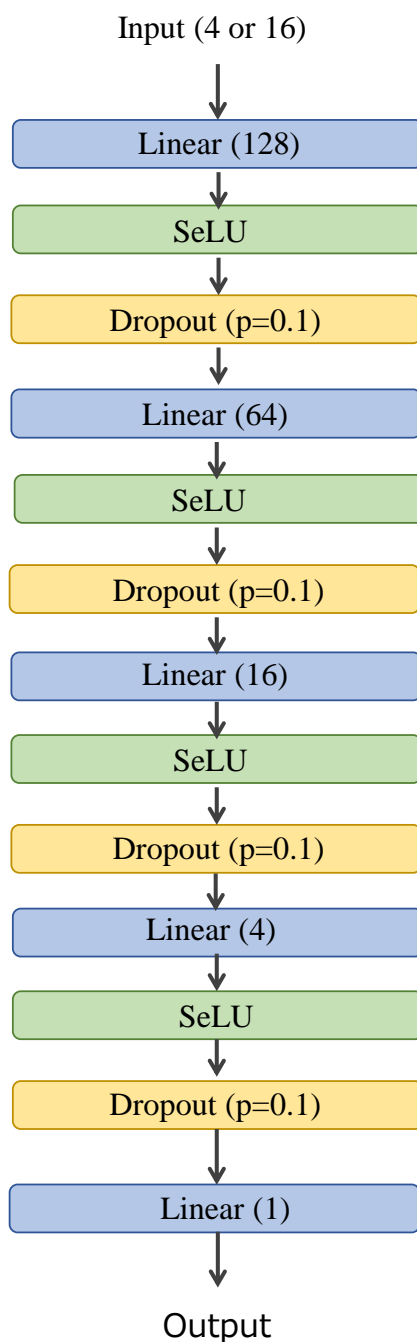 Input (4 or 16)
Linear (128)
SeLU
Dropout (p=0.1)
Linear (64)
SeLU
Dropout (p=0.1)
Linear (16)
SeLU
Dropout (p=0.1)
Linear (4)
SeLU
Dropout (p=0.1)
Linear (1)
Output